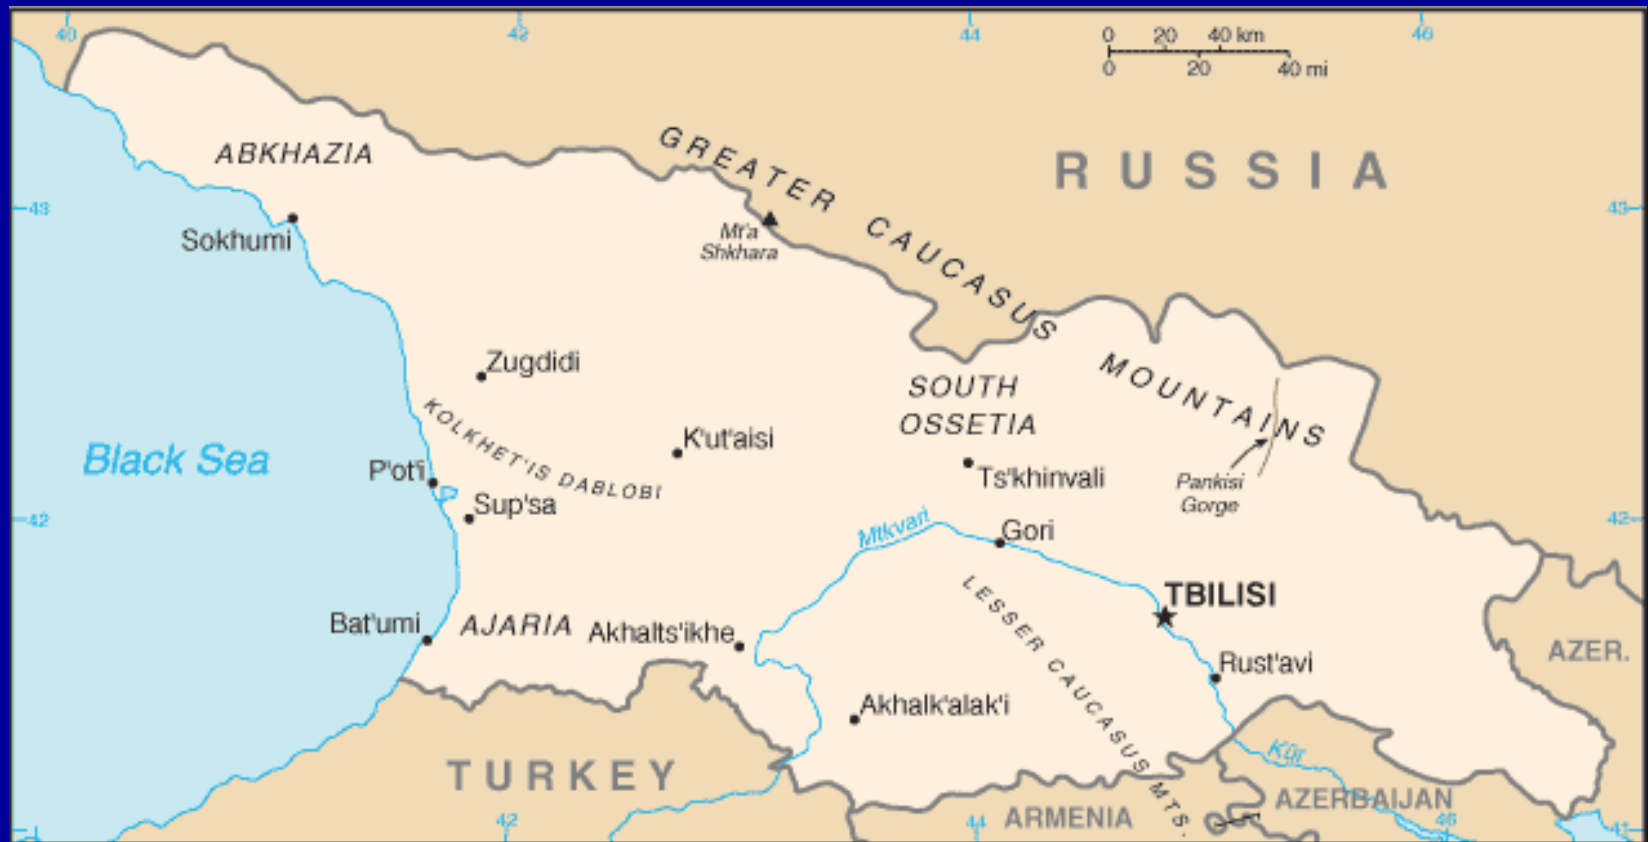 40
42
44
46
0 20 40 km
0 20 40 mi
GREATER CAUCASUS MOUNTAINS
RUSSIA
ABKHAZIA
43
43
Sokhumi
Mt'a
Shkhara
Zugdidi
SOUTH
OSSETIA
KOLKHET'IS DABLOBI
K'ut'aisi
Black Sea
P'ot'i
Ts'khinvali
Pankisi
Gorge
Sup'sa
42
42
Mtkvari
Gori
LESSER CAUCASUS MTS.
TBILISI
Bat'umi
AJARIA
Akhalts'ikhe
AZER.
Rust'avi
Akhalk'alak'i
TURKEY
Kür
AZERBAIJAN
ARMENIA
42
44
46
41